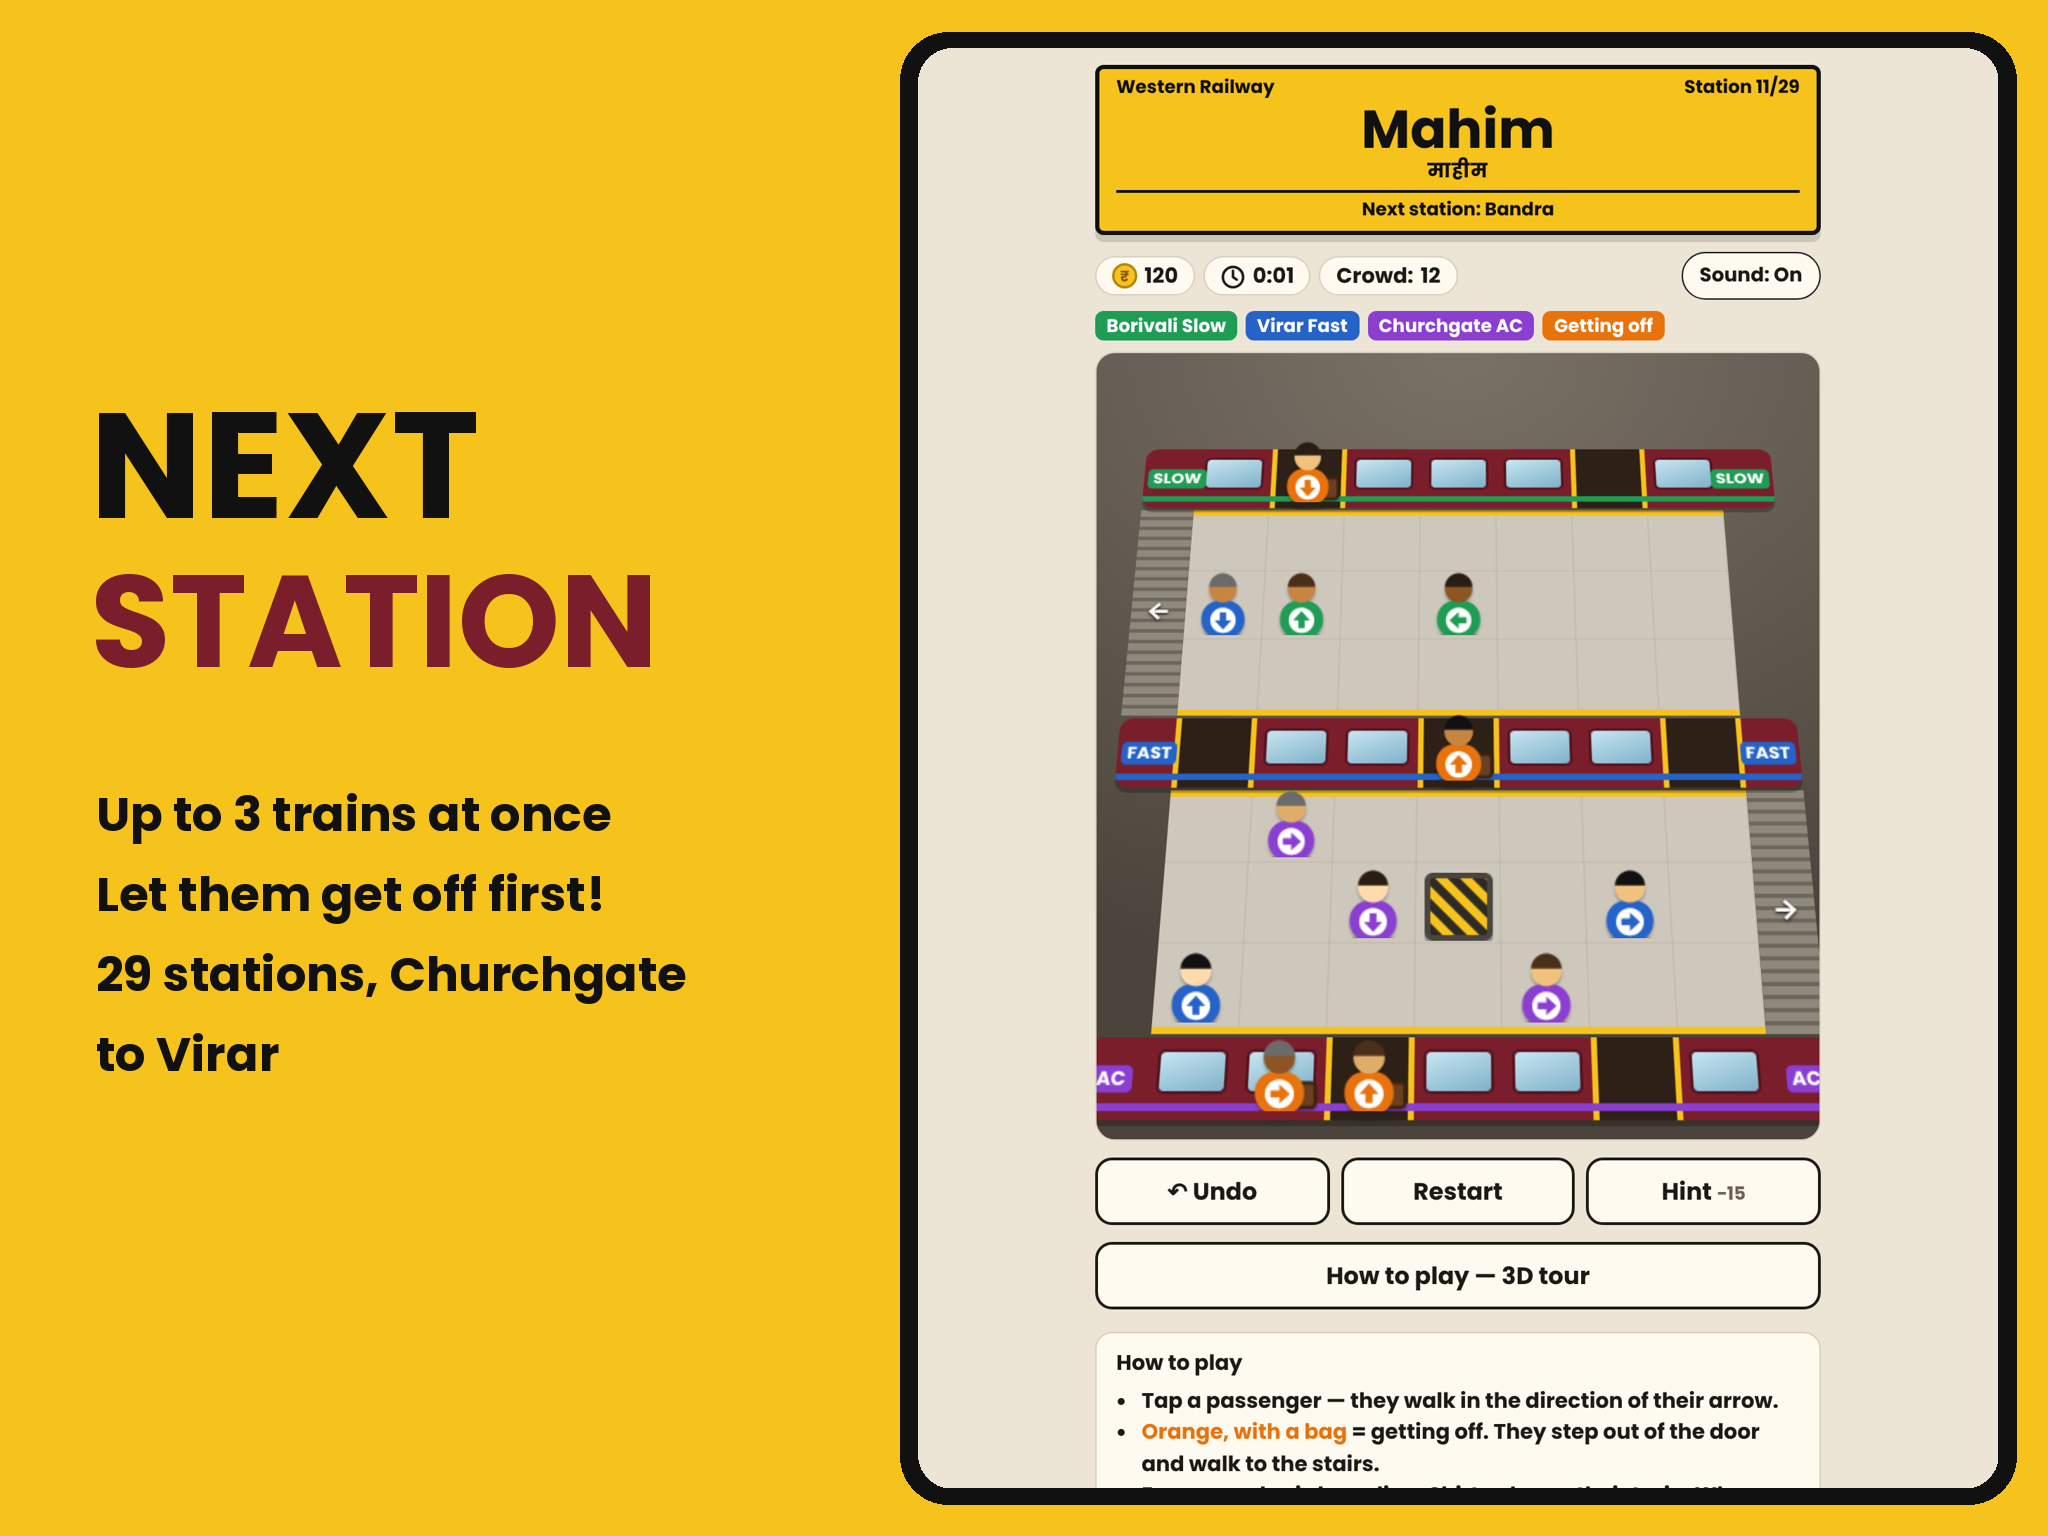 NEXT
STATION
Up to 3 trains at once
Let them get off first!
29 stations, Churchgate
to Virar
Western Railway
Station 11/29
Mahim
माहीम
Next station: Bandra
₹ 120
0:01
Crowd: 12
Sound: On
Borivali Slow
Virar Fast
Churchgate AC
Getting off
SLOW
SLOW
FAST
FAST
AC
AC
↶ Undo
Restart
Hint -15
How to play — 3D tour
How to play
• Tap a passenger — they walk in the direction of their arrow.
• Orange, with a bag = getting off. They step out of the door
and walk to the stairs.